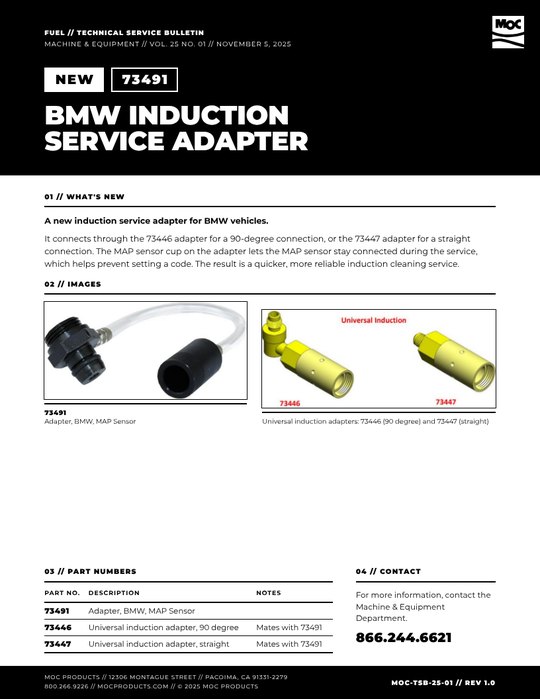 FUEL // TECHNICAL SERVICE BULLETIN
MACHINE & EQUIPMENT // VOL. 25 NO. 01 // NOVEMBER 5, 2025
MOC
NEW
73491
BMW INDUCTION
SERVICE ADAPTER
01 // WHAT'S NEW
A new induction service adapter for BMW vehicles.
It connects through the 73446 adapter for a 90-degree connection, or the 73447 adapter for a straight
connection. The MAP sensor cup on the adapter lets the MAP sensor stay connected during the service,
which helps prevent setting a code. The result is a quicker, more reliable induction cleaning service.
02 // IMAGES
Universal Induction
73446
73447
73491
Adapter, BMW, MAP Sensor
Universal induction adapters: 73446 (90 degree) and 73447 (straight)
03 // PART NUMBERS
PART NO. DESCRIPTION NOTES
73491 Adapter, BMW, MAP Sensor
73446 Universal induction adapter, 90 degree Mates with 73491
73447 Universal induction adapter, straight Mates with 73491
04 // CONTACT
For more information, contact the
Machine & Equipment
Department.
866.244.6621
MOC PRODUCTS // 12306 MONTAGUE STREET // PACOIMA, CA 91331-2279
800.266.9226 // MOCPRODUCTS.COM // © 2025 MOC PRODUCTS
MOC-TSB-25-01 // REV 1.0